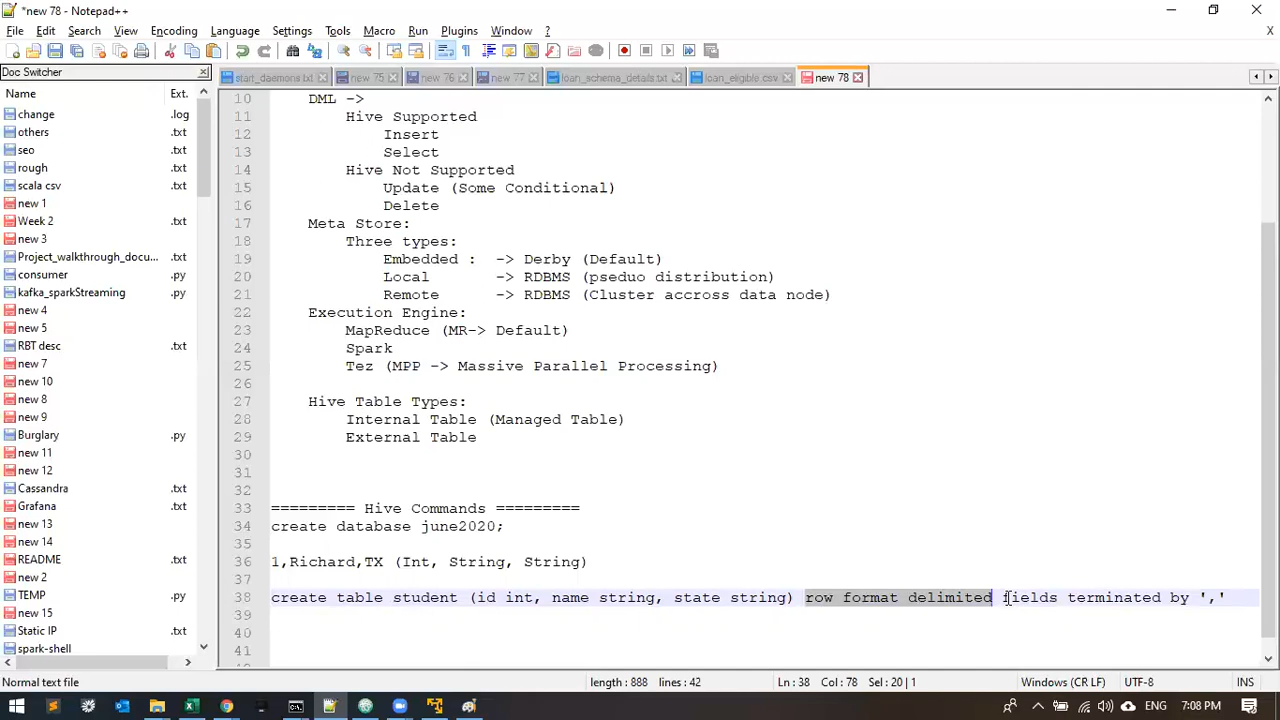 *new 78 - Notepad++
File Edit Search View Encoding Language Settings Tools Macro Run Plugins Window ? X
Doc Switcher
start_daemons.txt new 75 new 76 new 77 loan_schema_details.txt loan_eligible.csv new 78
Name Ext.
change .log
others .txt
seo .txt
rough .txt
scala csv .txt
new 1
Week 2 .txt
new 3
Project_walkthrough_docu... .txt
consumer .py
kafka_sparkStreaming .py
new 4
new 5
RBT desc .txt
new 7
new 10
new 8
new 9
Burglary .py
new 11
new 12
Cassandra .txt
Grafana .txt
new 13
new 14
README .txt
new 2 .txt
TEMP .txt
new 15
Static IP .txt
spark-shell
10 DML ->
11 Hive Supported
12 Insert
13 Select
14 Hive Not Supported
15 Update (Some Conditional)
16 Delete
17 Meta Store:
18 Three types:
19 Embedded : -> Derby (Default)
20 Local -> RDBMS (pseduo distribution)
21 Remote -> RDBMS (Cluster accross data node)
22 Execution Engine:
23 MapReduce (MR-> Default)
24 Spark
25 Tez (MPP -> Massive Parallel Processing)
26
27 Hive Table Types:
28 Internal Table (Managed Table)
29 External Table
30
31
32
33 ========= Hive Commands =========
34 create database june2020;
35
36 1,Richard,TX (Int, String, String)
37
38 create table student (id int, name string, state string) row format delimited fields terminated by ','
39
40
41
Normal text file length : 888 lines : 42 Ln : 38 Col : 78 Sel : 20 | 1 Windows (CR LF) UTF-8 INS
ENG 7:08 PM